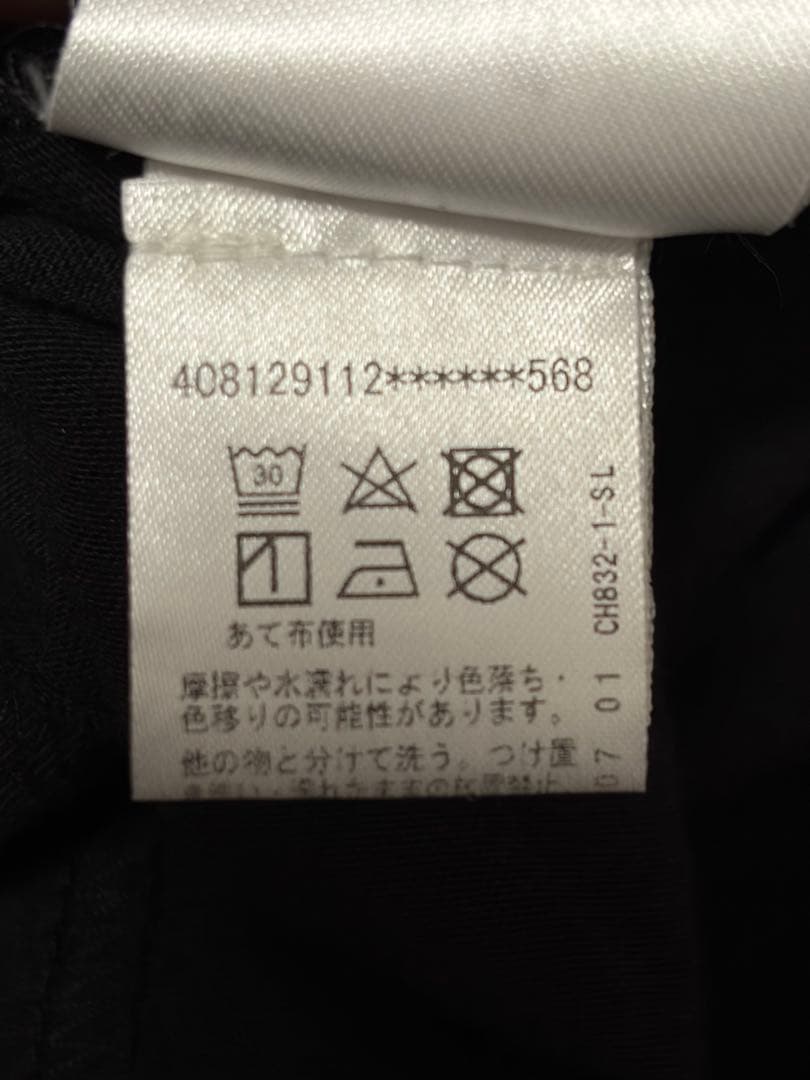 408129112******568
30
あて布使用
摩擦や水濡れにより色落ち・
色移りの可能性があります。
他の物と分けて洗う。つけ置
07 01 CH832-1-SL